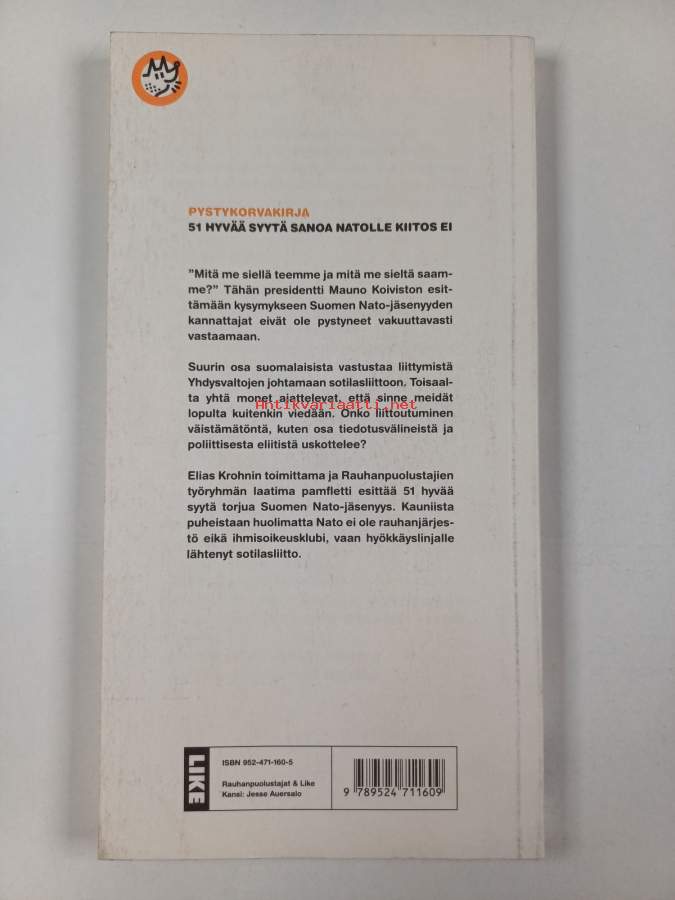 PYSTYKORVAKIRJA
51 HYVÄÄ SYYTÄ SANOA NATOLLE KIITOS EI
”Mitä me siellä teemme ja mitä me sieltä saam-
me?” Tähän presidentti Mauno Koiviston esit-
tämään kysymykseen Suomen Nato-jäsenyyden
kannattajat eivät ole pystyneet vakuuttavasti
vastaamaan.
Suurin osa suomalaisista vastustaa liittymistä
Yhdysvaltojen johtamaan sotilasliittoon. Toisaal-
ta yhtä monet ajattelevat, että sinne meidät
Antikvariaatti.net
lopulta kuitenkin viedään. Onko liittoutuminen
väistämätöntä, kuten osa tiedotusvälineistä ja
poliittisesta eliitistä uskottelee?
Elias Krohnin toimittama ja Rauhanpuolustajien
työryhmän laatima pamfletti esittää 51 hyvää
syytä torjua Suomen Nato-jäsenyys. Kauniista
puheistaan huolimatta Nato ei ole rauhanjärjes-
tö eikä ihmisoikeusklubi, vaan hyökkäyslinjalle
lähtenyt sotilasliitto.
LIKE
ISBN 952-471-160-5
Rauhanpuolustajat & Like
Kansi: Jesse Auersalo
9 789524 711609